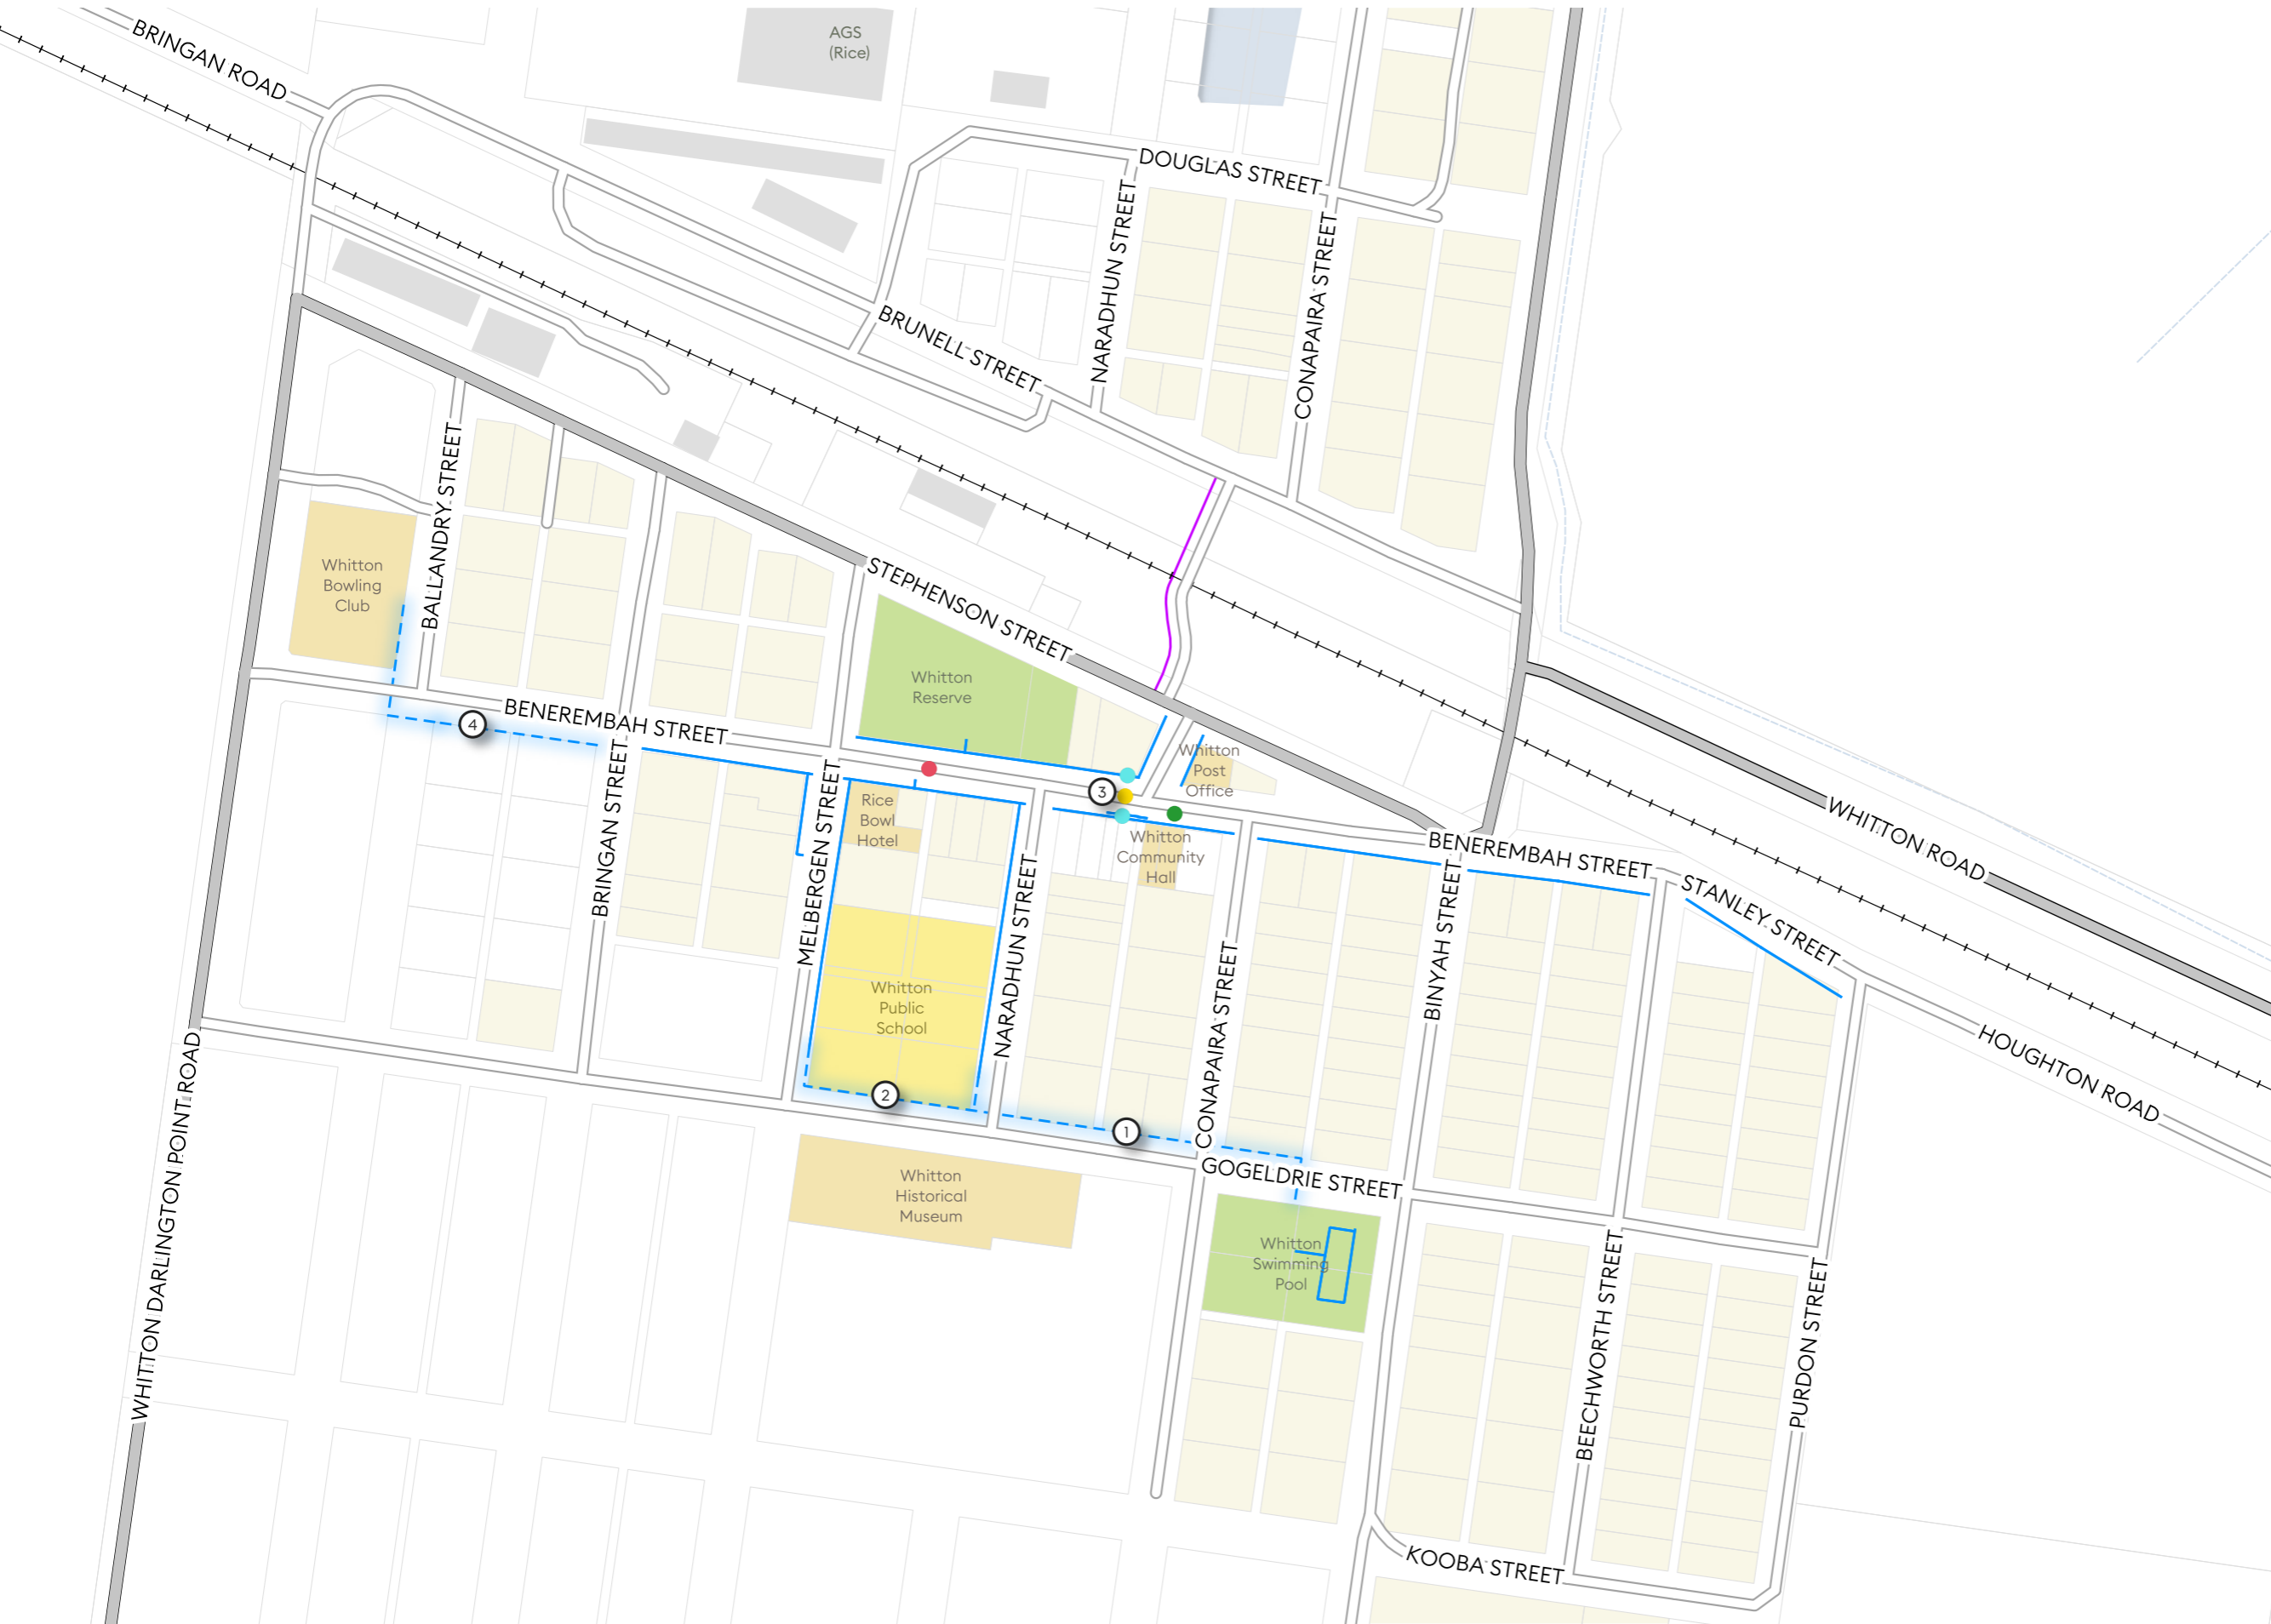 BRINGAN ROAD
AGS
(Rice)
DOUGLAS STREET
NARADHUN STREET
CONAPAIRA STREET
BRUNELL STREET
BALLANDRY STREET
Whitton
Bowling
Club
STEPHENSON STREET
Whitton
Reserve
4
BENEREMBAH STREET
Whitton
Post
Office
3
Rice
Bowl
Hotel
Whitton
Community
Hall
BENEREMBAH STREET
WHITTON ROAD
BRINGAN STREET
MELBERGEN STREET
NARADHUN STREET
CONAPAIRA STREET
BINYAH STREET
STANLEY STREET
Whitton
Public
School
HOUGHTON ROAD
2
1
GOGELDRIE STREET
WHITTON DARLINGTON POINT ROAD
Whitton
Historical
Museum
Whitton
Swimming
Pool
BEECHWORTH STREET
PURDON STREET
KOOBA STREET